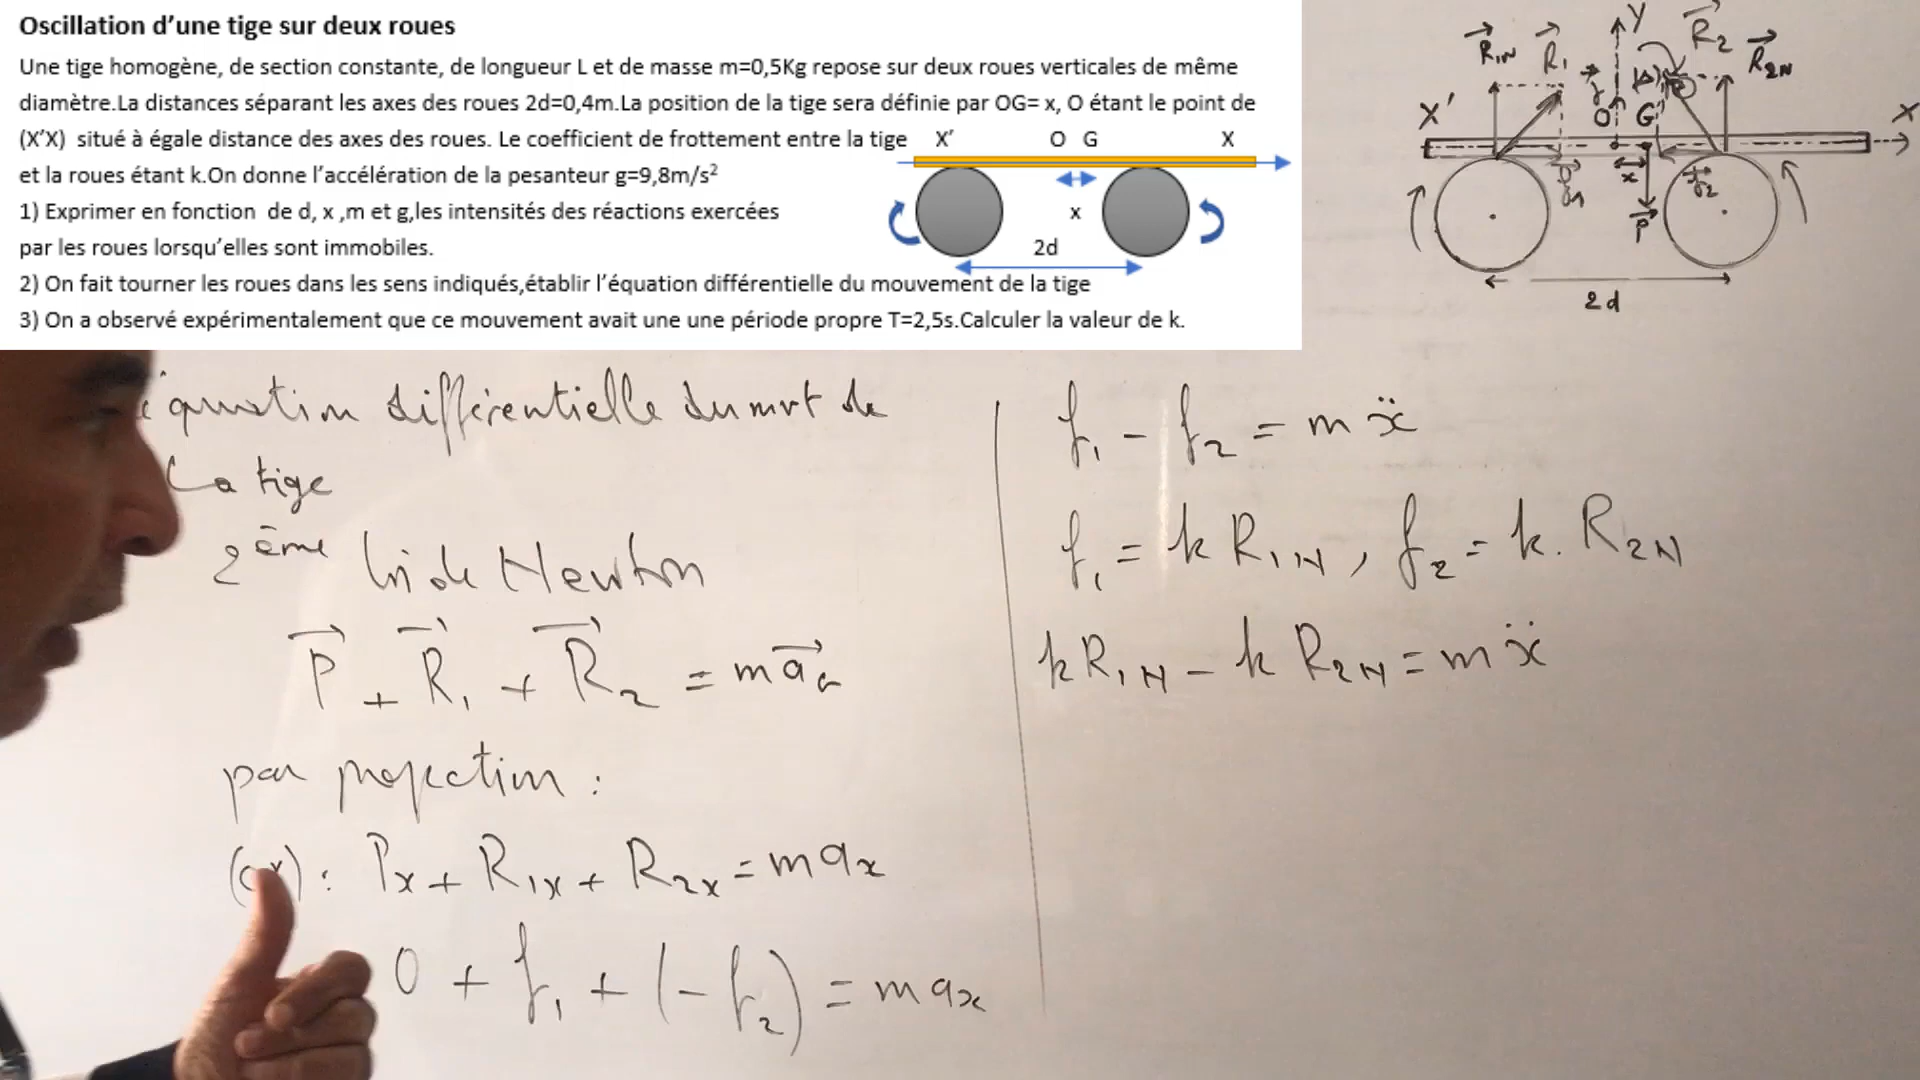 Oscillation d'une tige sur deux roues
Une tige homogène, de section constante, de longueur L et de masse m=0,5Kg repose sur deux roues verticales de même
diamètre.La distances séparant les axes des roues 2d=0,4m.La position de la tige sera définie par OG= x, O étant le point de
(X'X) situé à égale distance des axes des roues. Le coefficient de frottement entre la tige
et la roues étant k.On donne l'accélération de la pesanteur g=9,8m/s²
1) Exprimer en fonction de d, x ,m et g,les intensités des réactions exercées
par les roues lorsqu'elles sont immobiles.
2) On fait tourner les roues dans les sens indiqués,établir l'équation différentielle du mouvement de la tige
3) On a observé expérimentalement que ce mouvement avait une une période propre T=2,5s.Calculer la valeur de k.
X' O G X
x
2d
Y
R₁N R₁ R₂ R₂N
(Δ)
X' O G X
x
f₁ f₂
P
2d
équation différentielle du mvt de
la tige
2ème loi de Newton
P + R₁ + R₂ = m a_G
par projection :
(ox) : Px + R₁x + R₂x = m ax
0 + f₁ + (- f₂) = m ax
f₁ - f₂ = m ẍ
f₁ = k R₁N , f₂ = k . R₂N
k R₁N - k R₂N = m ẍ